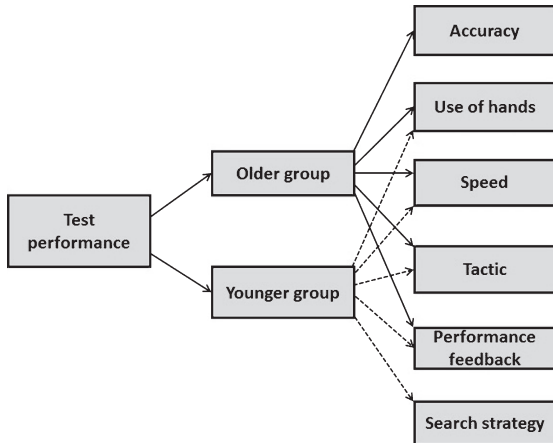 Test
performance
Older group
Younger group
Accuracy
Use of hands
Speed
Tactic
Performance
feedback
Search strategy